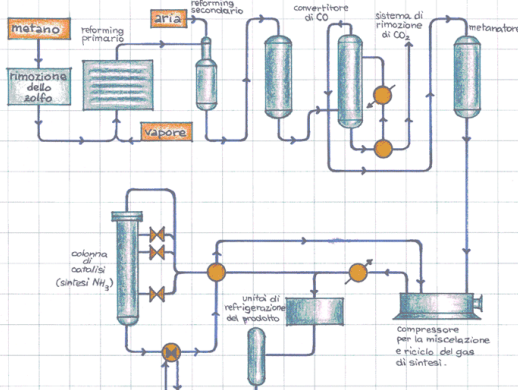 metano
rimozione
dello
zolfo
reforming
primario
aria
reforming
secondario
vapore
convertitore
di CO
sistema di
rimozione
di CO₂
metanatore
colonna
di
catalisi
(sintesi NH₃)
unità di
refrigerazione
del prodotto
compressore
per la miscelazione
e riciclo del gas
di sintesi.